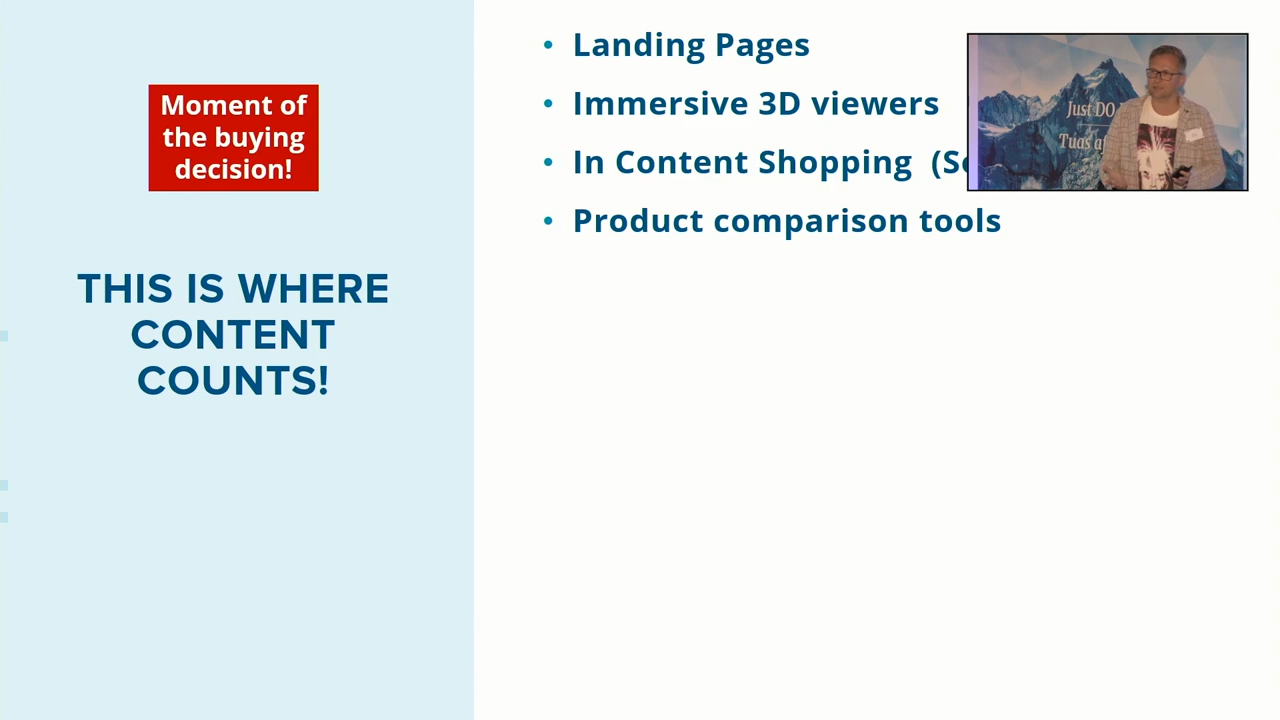 Moment of
the buying
decision!
THIS IS WHERE
CONTENT
COUNTS!
• Landing Pages
• Immersive 3D viewers
• In Content Shopping
• Product comparison tools
Just DO
Tuas